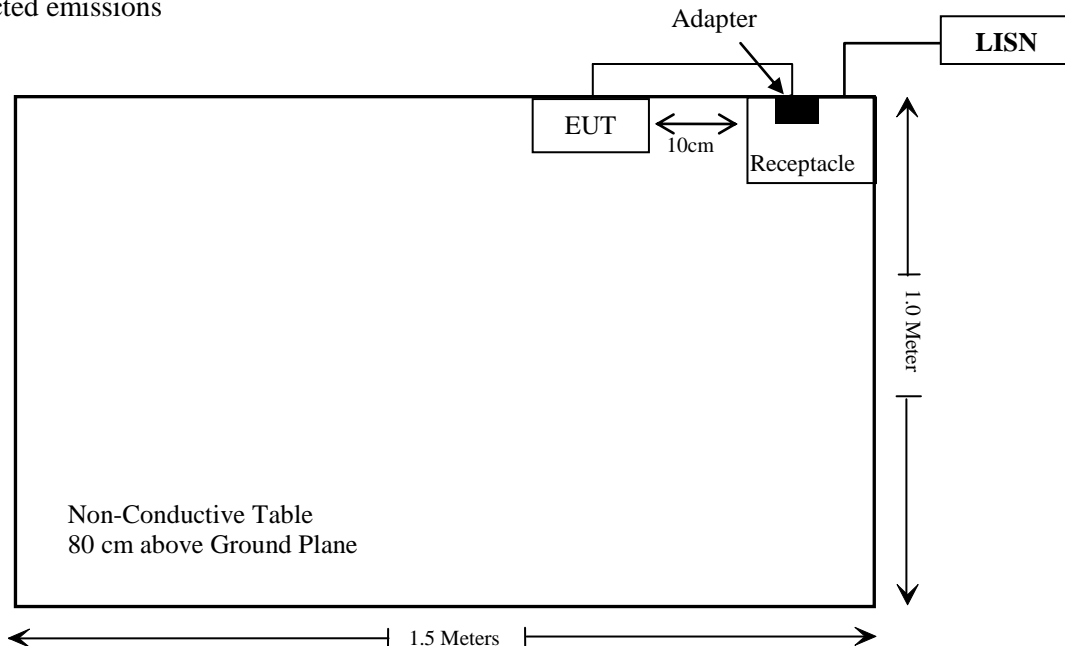 emissions
Adapter
LISN
EUT
10cm
Receptacle
1.0 Meter
Non-Conductive Table
80 cm above Ground Plane
1.5 Meters